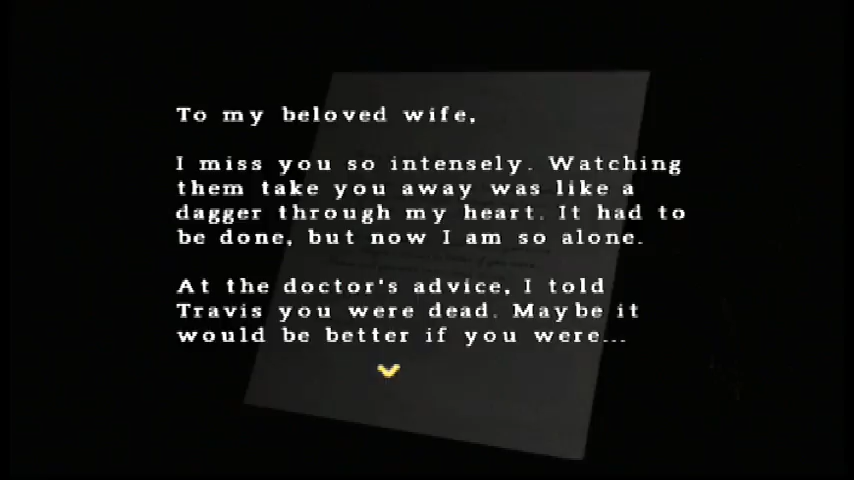 To my beloved wife,
I miss you so intensely. Watching
them take you away was like a
dagger through my heart. It had to
be done, but now I am so alone.
At the doctor's advice, I told
Travis you were dead. Maybe it
would be better if you were...